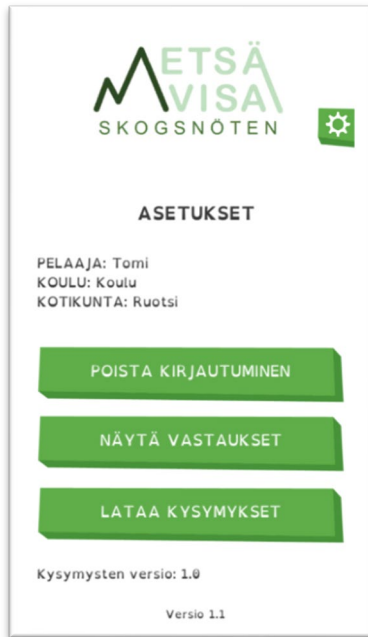 METSÄ
VISA
SKOGSNÖTEN
ASETUKSET
PELAAJA: Tomi
KOULU: Koulu
KOTIKUNTA: Ruotsi
POISTA KIRJAUTUMINEN
NÄYTÄ VASTAUKSET
LATAA KYSYMYKSET
Kysymysten versio: 1.0
Versio 1.1